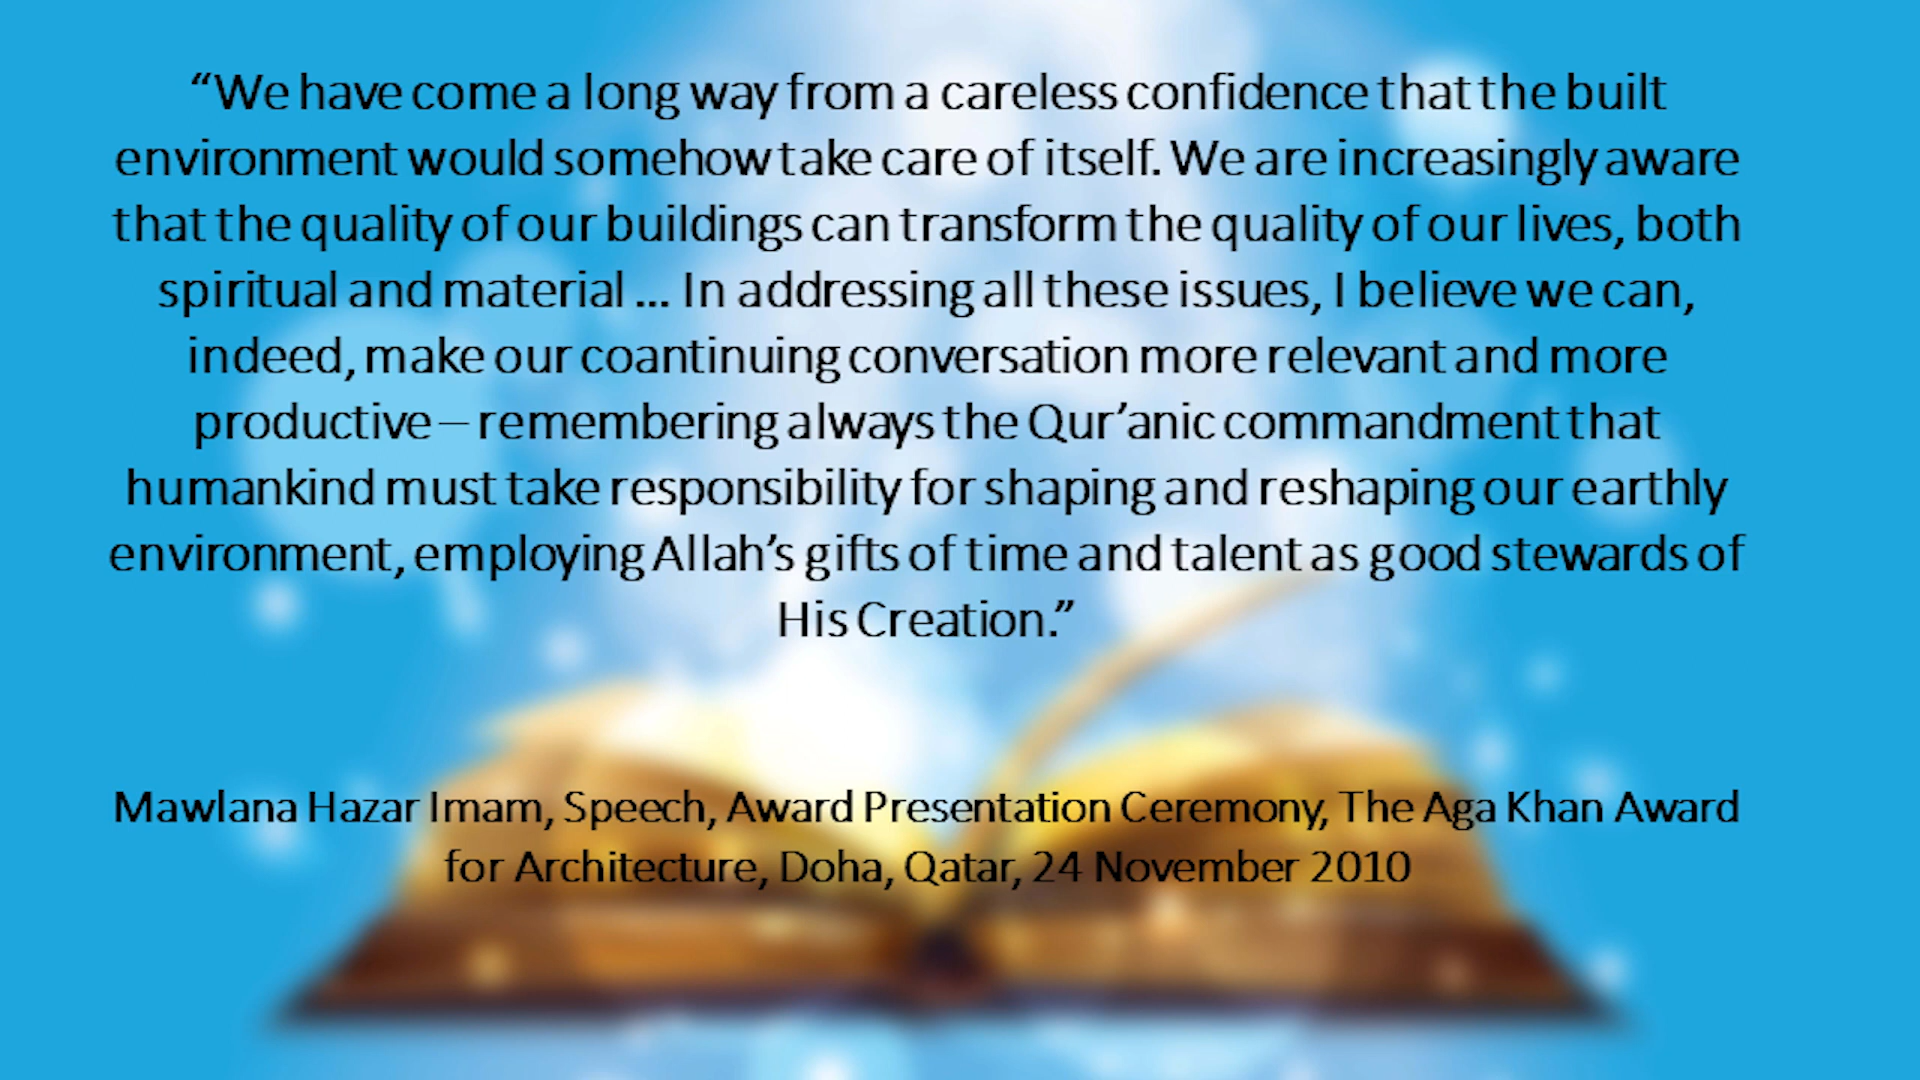 “We have come a long way from a careless confidence that the built
environment would somehow take care of itself. We are increasingly aware
that the quality of our buildings can transform the quality of our lives, both
spiritual and material ... In addressing all these issues, I believe we can,
indeed, make our coantinuing conversation more relevant and more
productive – remembering always the Qur’anic commandment that
humankind must take responsibility for shaping and reshaping our earthly
environment, employing Allah’s gifts of time and talent as good stewards of
His Creation.”
Mawlana Hazar Imam, Speech, Award Presentation Ceremony, The Aga Khan Award
for Architecture, Doha, Qatar, 24 November 2010